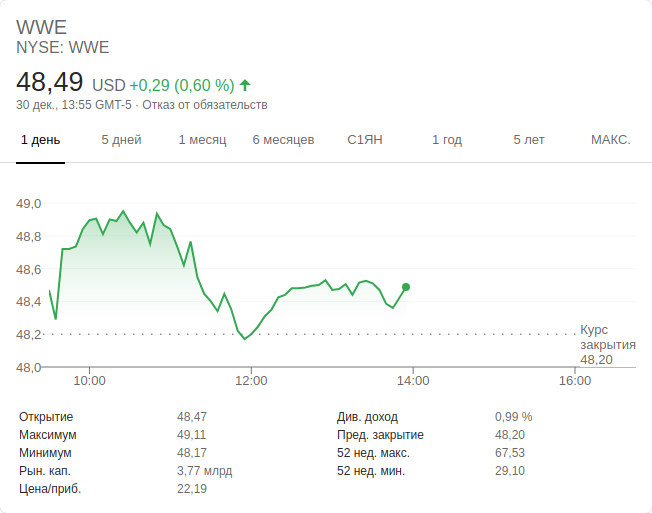 WWE
NYSE: WWE
48,49 USD +0,29 (0,60 %)
30 дек., 13:55 GMT-5 · Отказ от обязательств
1 день 5 дней 1 месяц 6 месяцев С1ЯН 1 год 5 лет МАКС.
49,0
48,8
48,6
48,4
48,2
Курс
закрытия
48,20
48,0
10:00 12:00 14:00 16:00
Открытие 48,47 Див. доход 0,99 %
Максимум 49,11 Пред. закрытие 48,20
Минимум 48,17 52 нед. макс. 67,53
Рын. кап. 3,77 млрд 52 нед. мин. 29,10
Цена/приб. 22,19